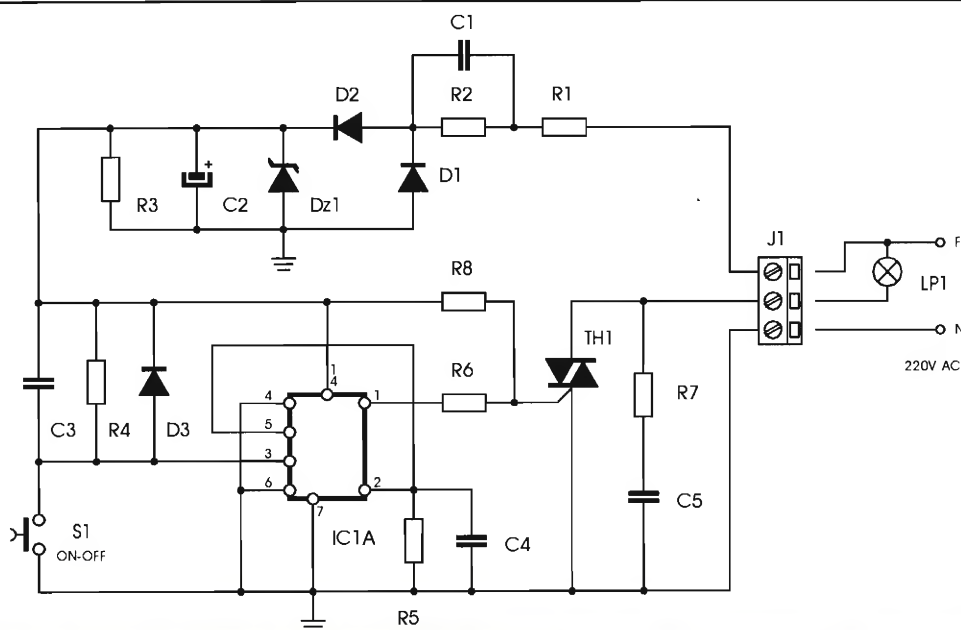 C1
D2
R2
R1
D1
R3
+
C2
Dz1
J1
F
LP1
N
220V AC
R8
TH1
R6
R7
1
4
4
1
5
3
6
2
7
C3
R4
D3
IC1A
C4
C5
S1
ON-OFF
R5